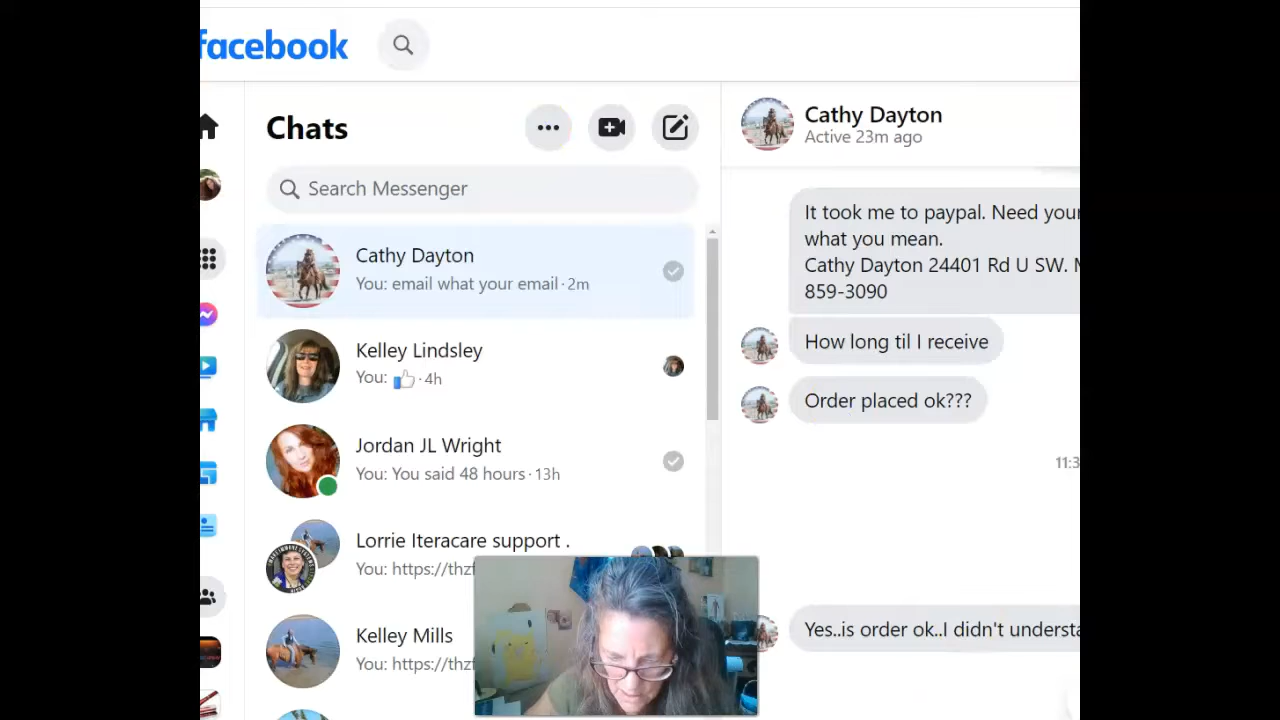 facebook
Chats
Search Messenger
Cathy Dayton
You: email what your email · 2m
Kelley Lindsley
You: · 4h
Jordan JL Wright
You: You said 48 hours · 13h
Lorrie Iteracare support .
You: https://thzf
Kelley Mills
You: https://thzf
Cathy Dayton
Active 23m ago
It took me to paypal. Need your
what you mean.
Cathy Dayton 24401 Rd U SW.
859-3090
How long til I receive
Order placed ok???
11:3
Yes..is order ok..I didn't understa